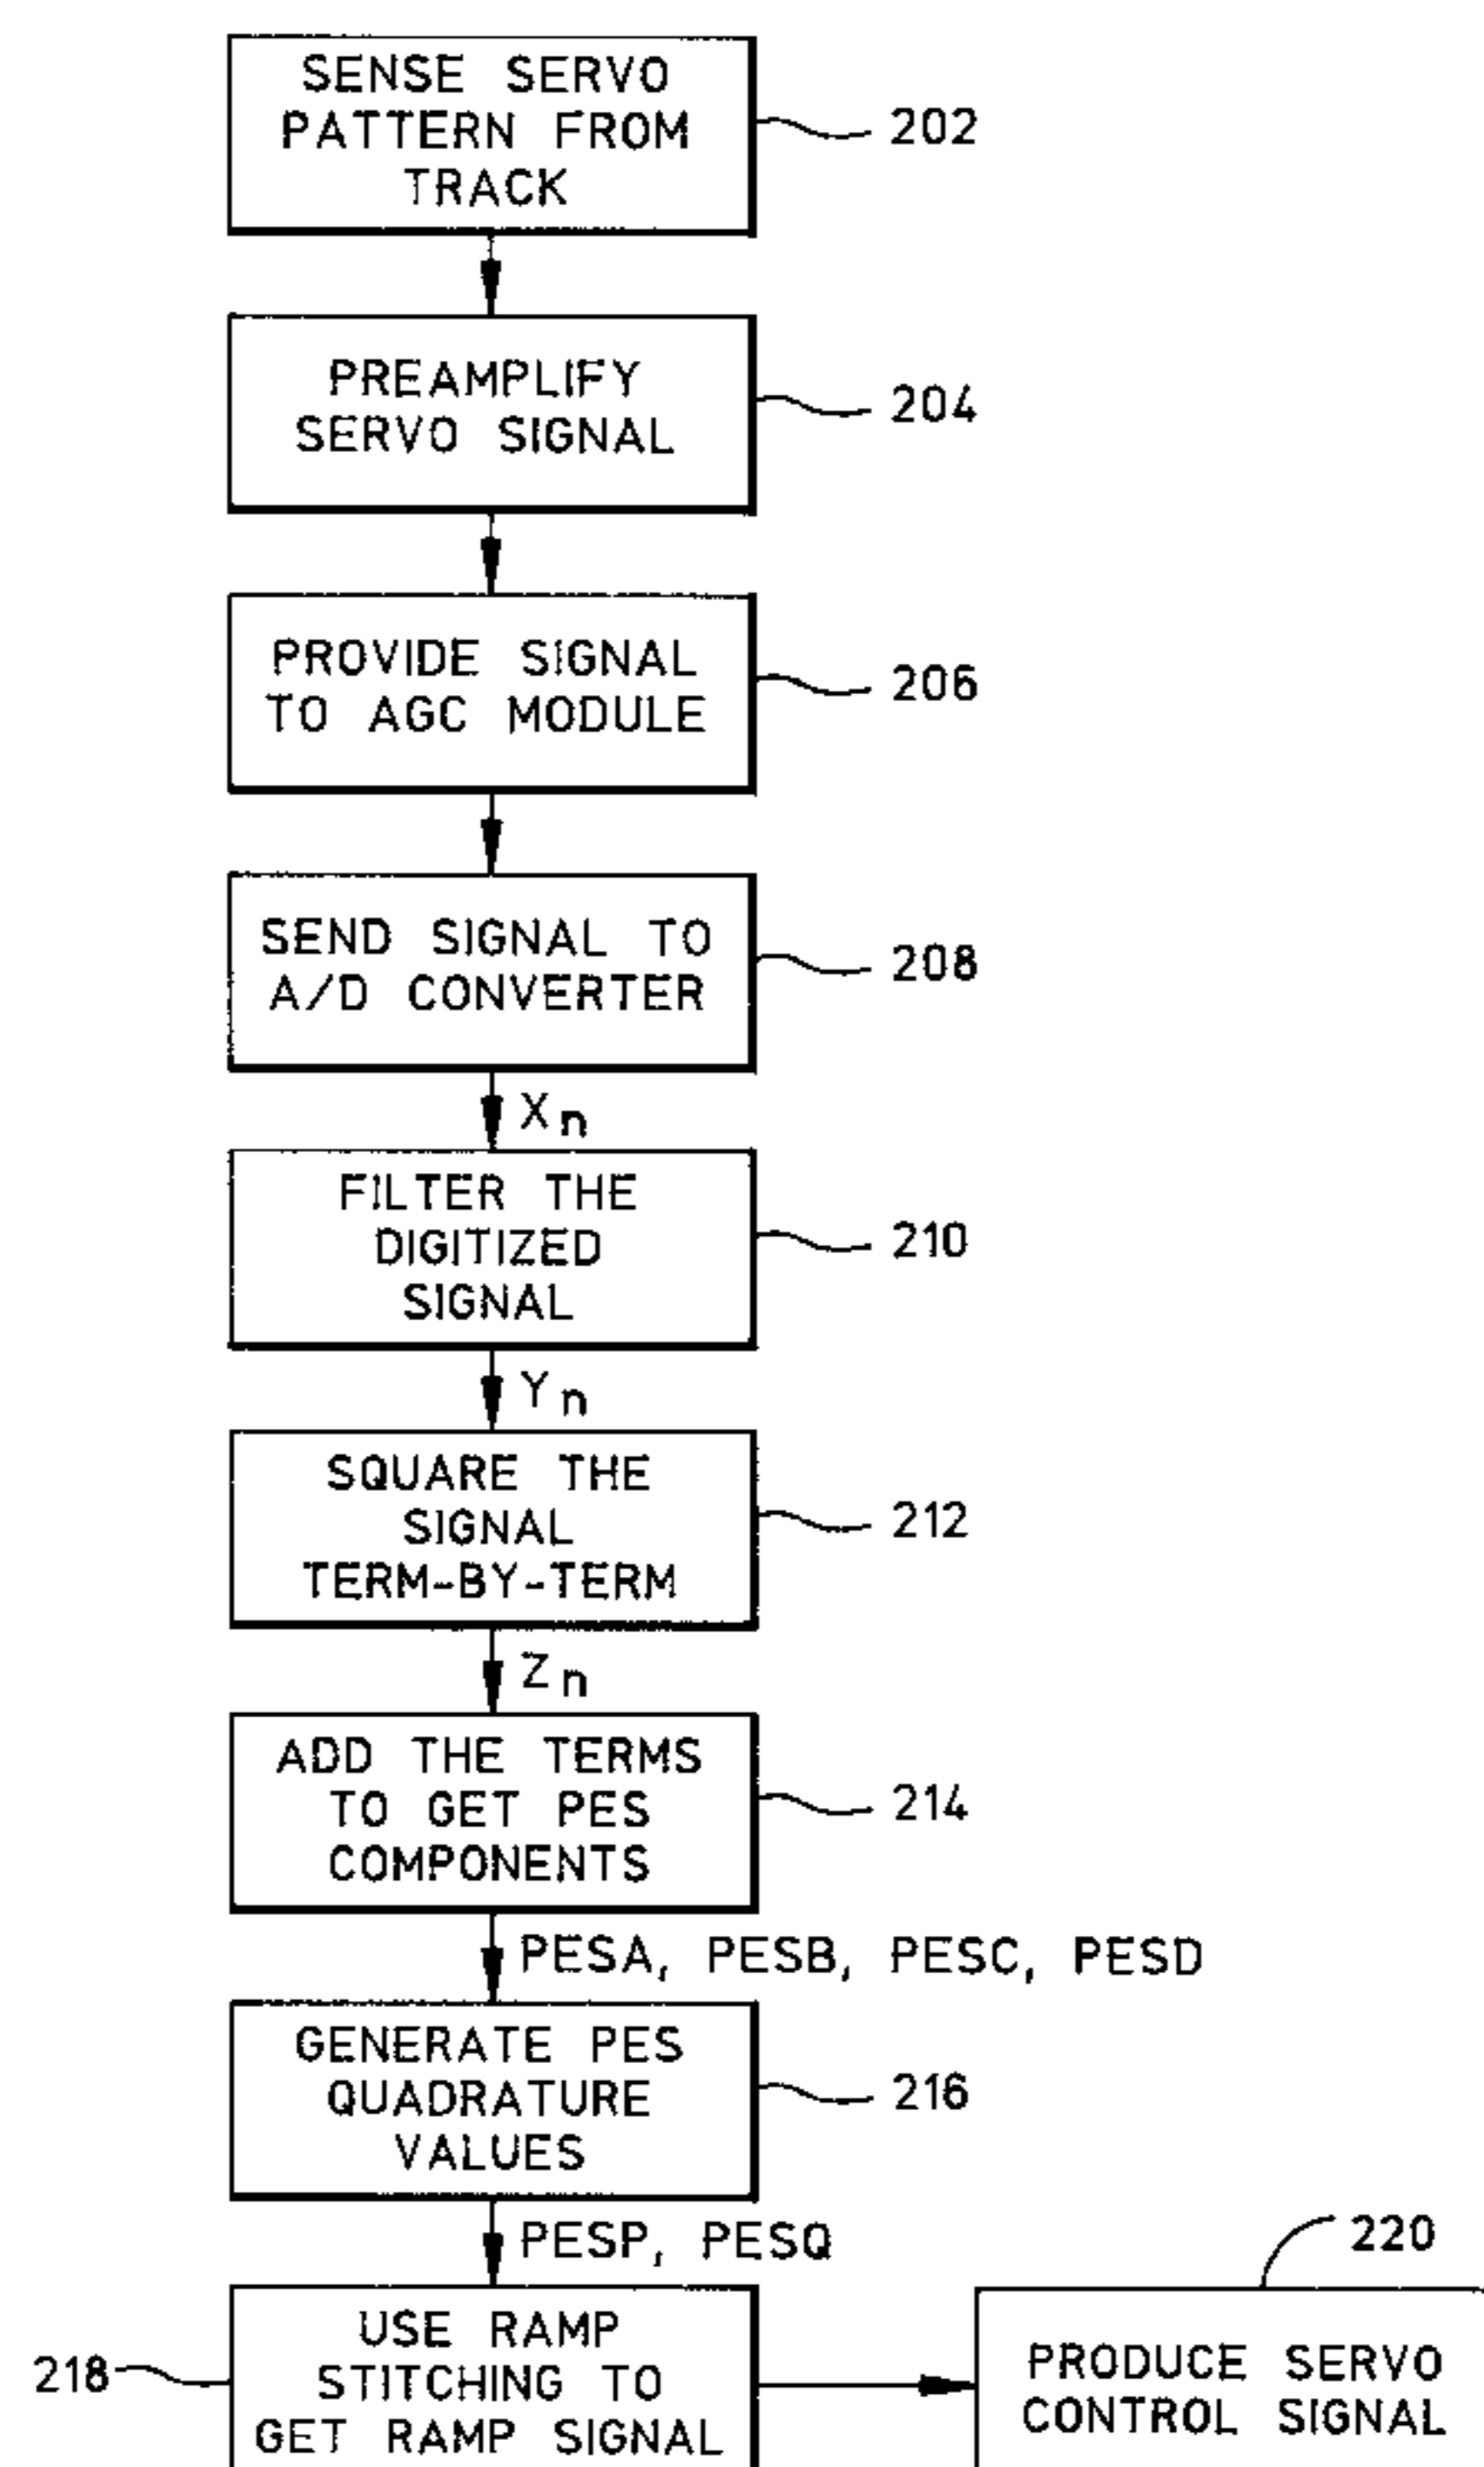 SENSE SERVO
PATTERN FROM
TRACK
202
PREAMPLIFY
SERVO SIGNAL
204
PROVIDE SIGNAL
TO AGC MODULE
206
SEND SIGNAL TO
A/D CONVERTER
208
Xn
FILTER THE
DIGITIZED
SIGNAL
210
Yn
SQUARE THE
SIGNAL
TERM-BY-TERM
212
Zn
ADD THE TERMS
TO GET PES
COMPONENTS
214
PESA, PESB, PESC, PESD
GENERATE PES
QUADRATURE
VALUES
216
PESP, PESQ
220
218
USE RAMP
STITCHING TO
GET RAMP SIGNAL
PRODUCE SERVO
CONTROL SIGNAL